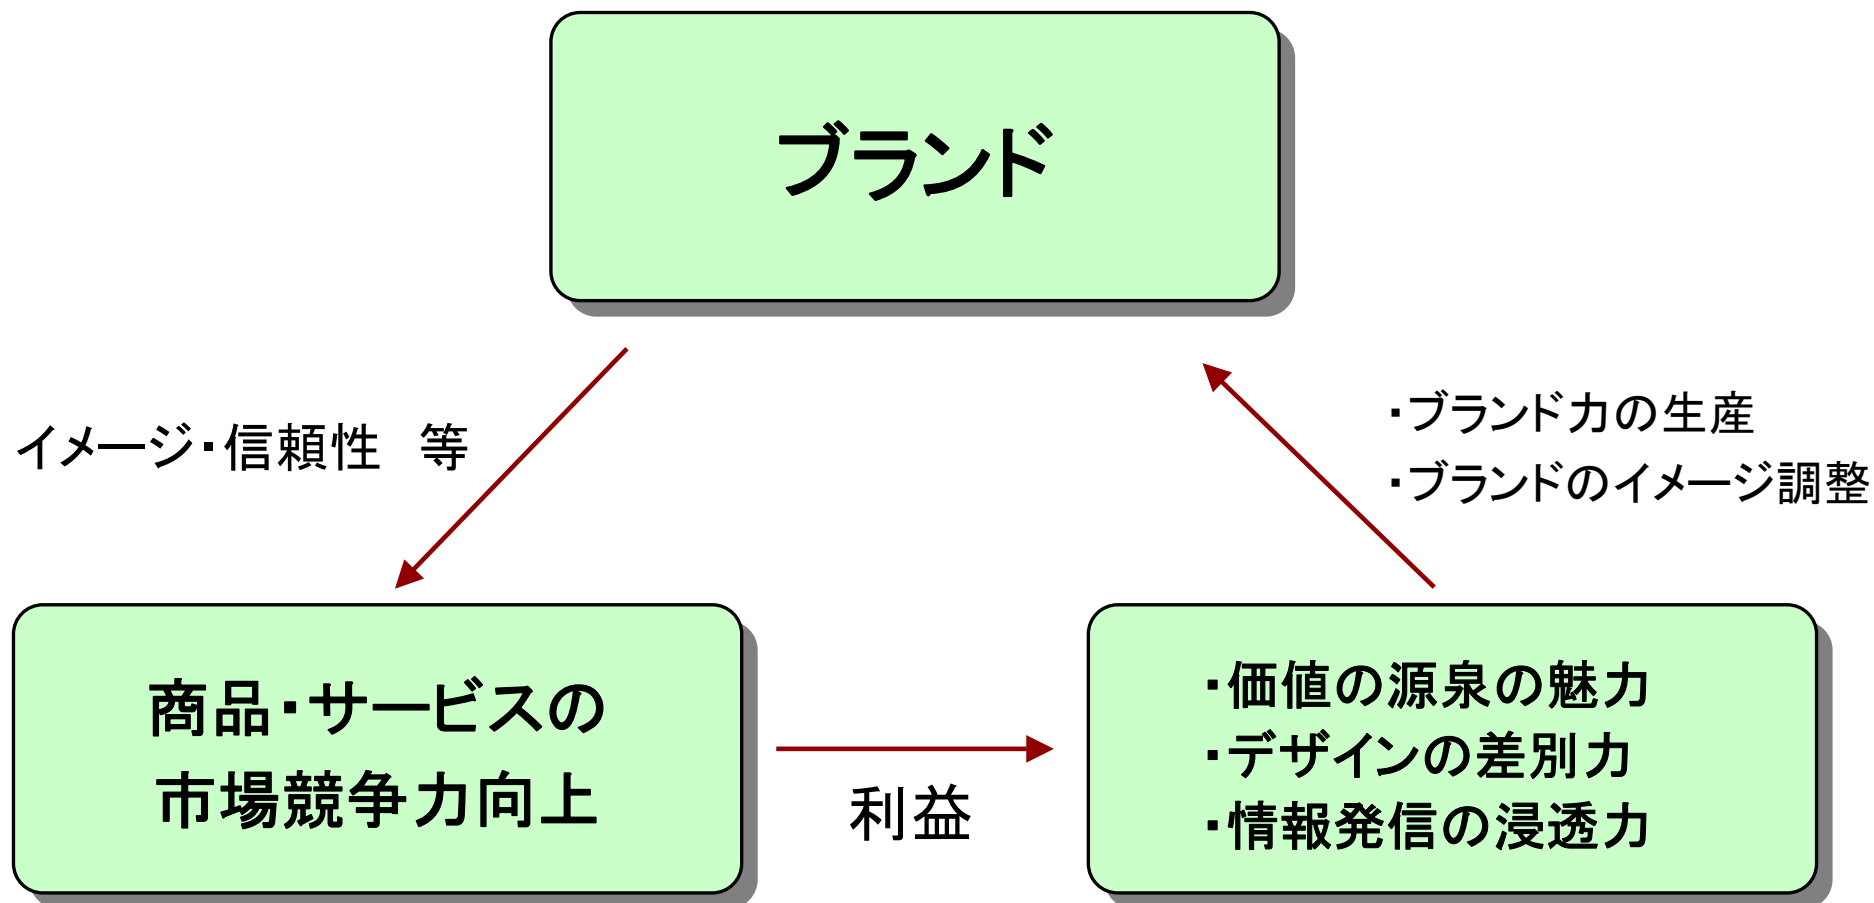 ブランド
イメージ・信頼性　等
・ブランド力の生産
・ブランドのイメージ調整
商品・サービスの
市場競争力向上
利益
・価値の源泉の魅力
・デザインの差別力
・情報発信の浸透力